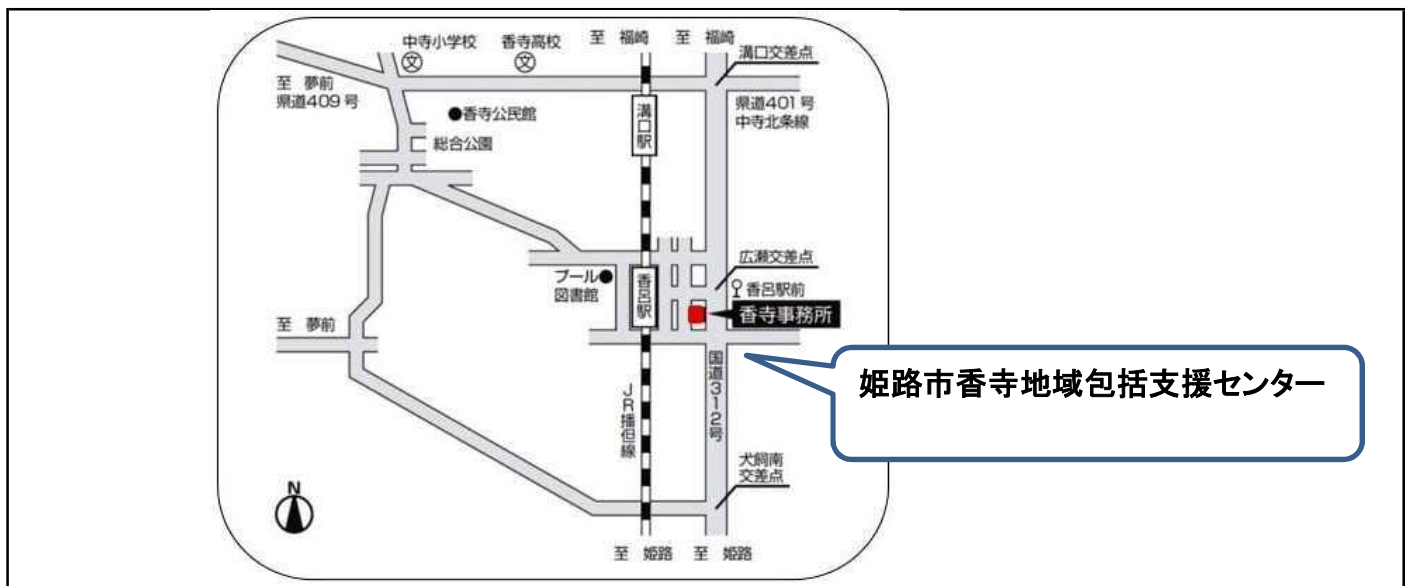 中寺小学校
香寺高校
至 福崎
至 福崎
溝口交差点
至 夢前
県道409号
●香寺公民館
総合公園
溝口駅
県道401号
中寺北条線
広瀬交差点
プール●
図書館
香呂駅
香呂駅前
香寺事務所
至 夢前
国道312号
JR播但線
姫路市香寺地域包括支援センター
犬飼南
交差点
N
至 姫路
至 姫路